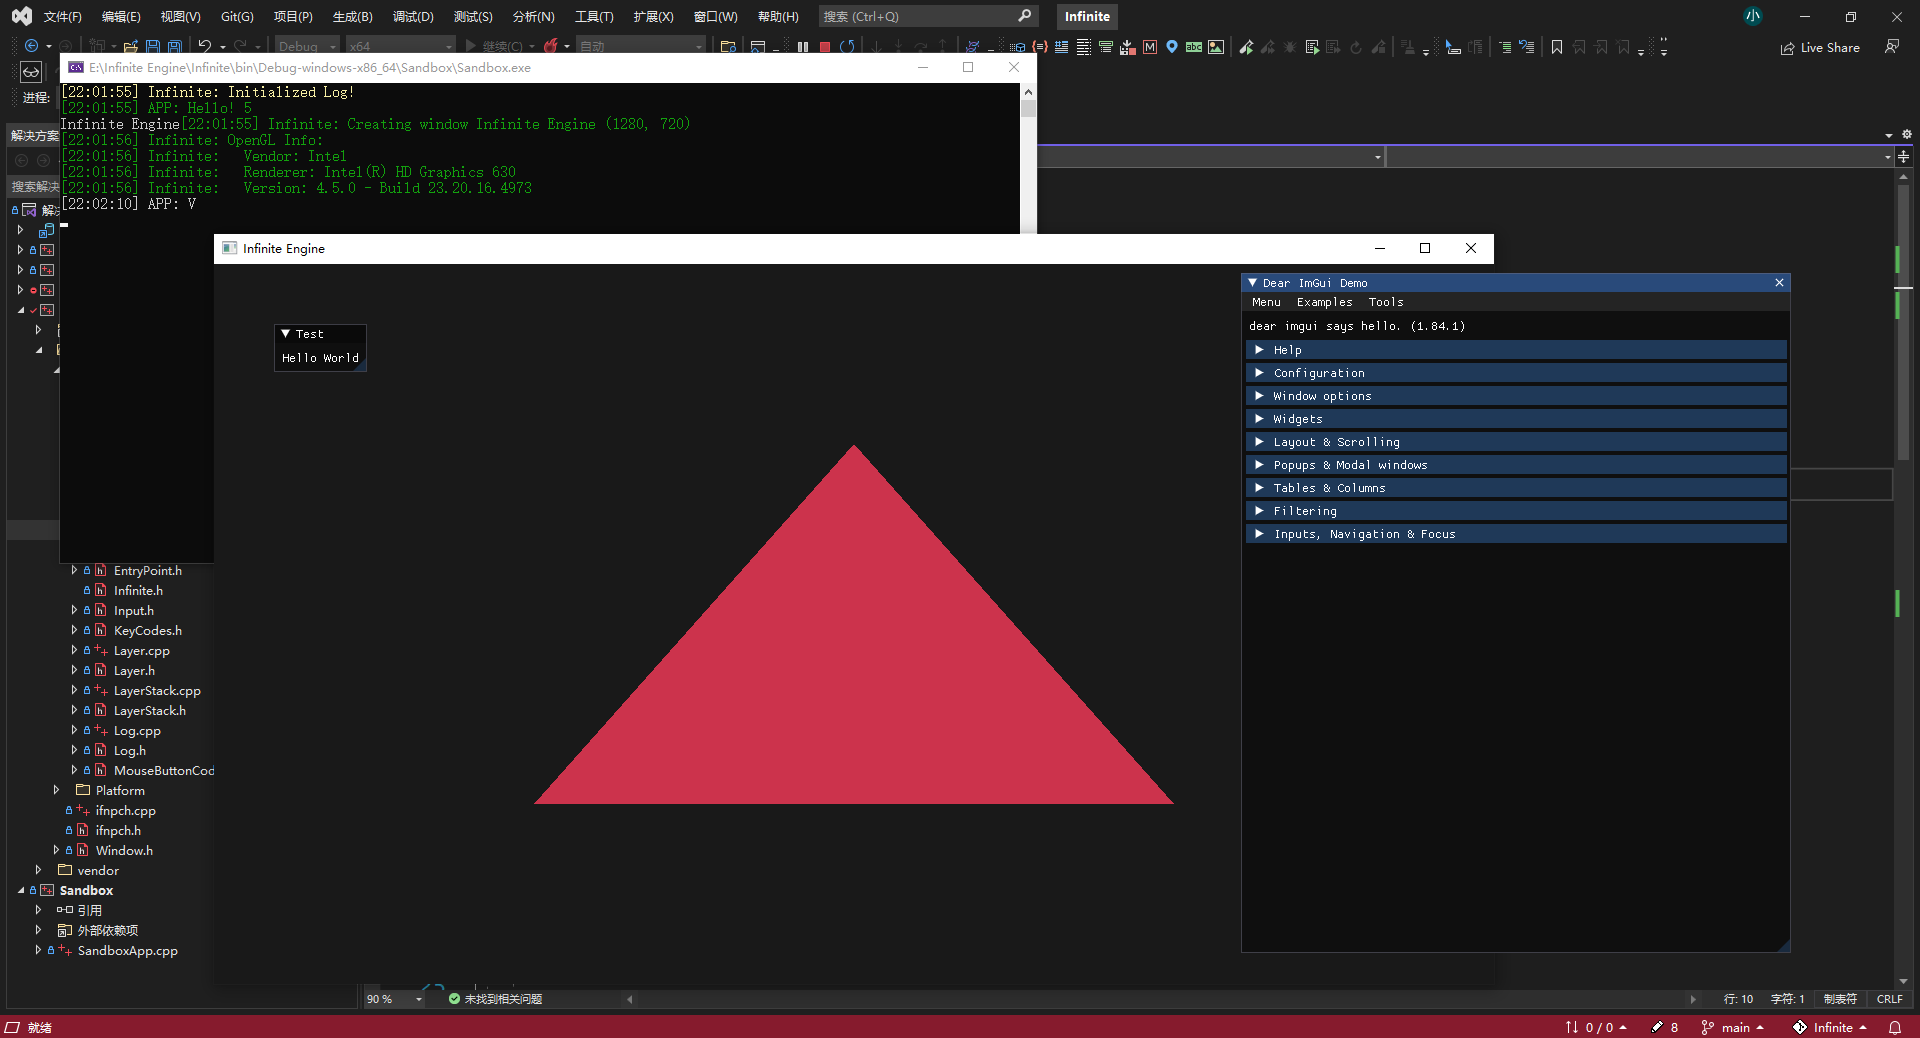 文件(F) 编辑(E) 视图(V) Git(G) 项目(P) 生成(B) 调试(D) 测试(S) 分析(N) 工具(T) 扩展(X) 窗口(W) 帮助(H) 搜索 (Ctrl+Q) Infinite 小
Debug x64 继续(C) 自动 Live Share
E:\Infinite Engine\Infinite\bin\Debug-windows-x86_64\Sandbox\Sandbox.exe
进程:
[22:01:55] Infinite: Initialized Log!
[22:01:55] APP: Hello! 5
Infinite Engine[22:01:55] Infinite: Creating window Infinite Engine (1280, 720)
[22:01:56] Infinite: OpenGL Info:
[22:01:56] Infinite:   Vendor: Intel
[22:01:56] Infinite:   Renderer: Intel(R) HD Graphics 630
[22:01:56] Infinite:   Version: 4.5.0 - Build 23.20.16.4973
[22:02:10] APP: V
解决方案
搜索解决
解决
Infinite Engine
Test
Hello World
Dear ImGui Demo
Menu Examples Tools
dear imgui says hello. (1.84.1)
Help
Configuration
Window options
Widgets
Layout & Scrolling
Popups & Modal windows
Tables & Columns
Filtering
Inputs, Navigation & Focus
EntryPoint.h
Infinite.h
Input.h
KeyCodes.h
Layer.cpp
Layer.h
LayerStack.cpp
LayerStack.h
Log.cpp
Log.h
MouseButtonCod
Platform
ifnpch.cpp
ifnpch.h
Window.h
vendor
Sandbox
引用
外部依赖项
SandboxApp.cpp
90 % 未找到相关问题 行: 10 字符: 1 制表符 CRLF
就绪 0 / 0 8 main Infinite